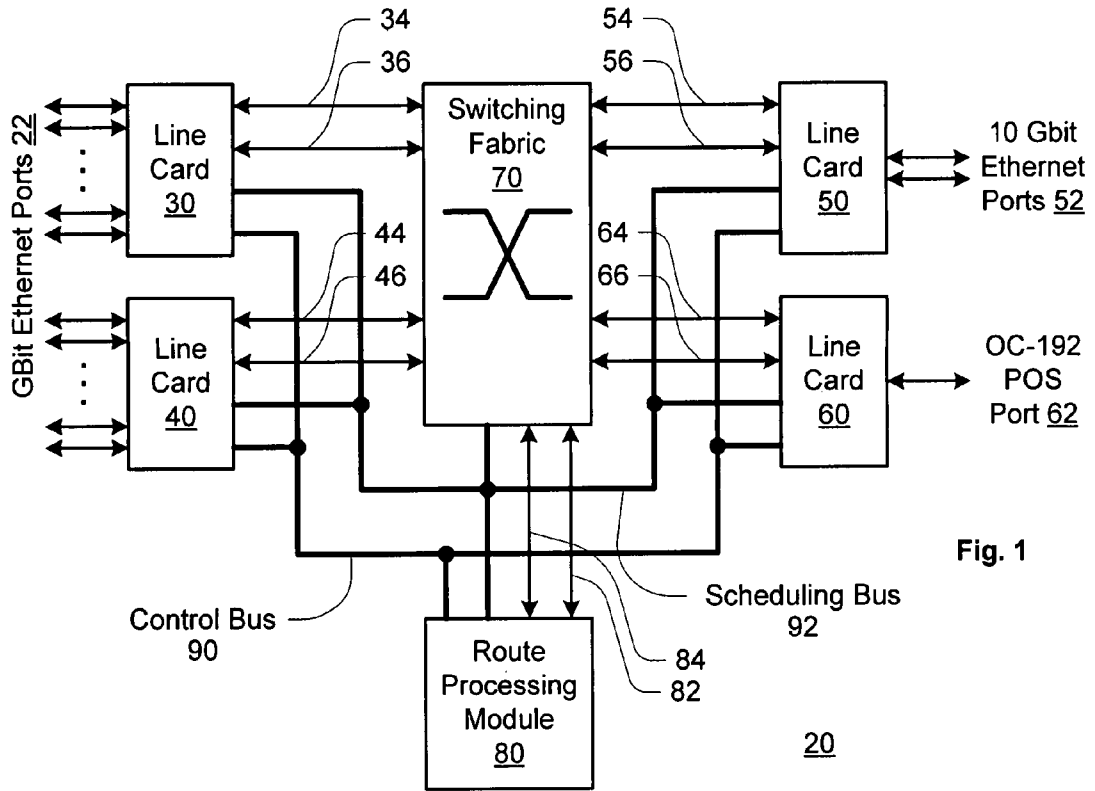 34
36
54
56
GBit Ethernet Ports 22
Line
Card
30
Switching
Fabric
70
Line
Card
50
10 Gbit
Ethernet
Ports 52
44
46
64
66
Line
Card
40
Line
Card
60
OC-192
POS
Port 62
Fig. 1
Control Bus
90
Scheduling Bus
92
Route
Processing
Module
80
84
82
20